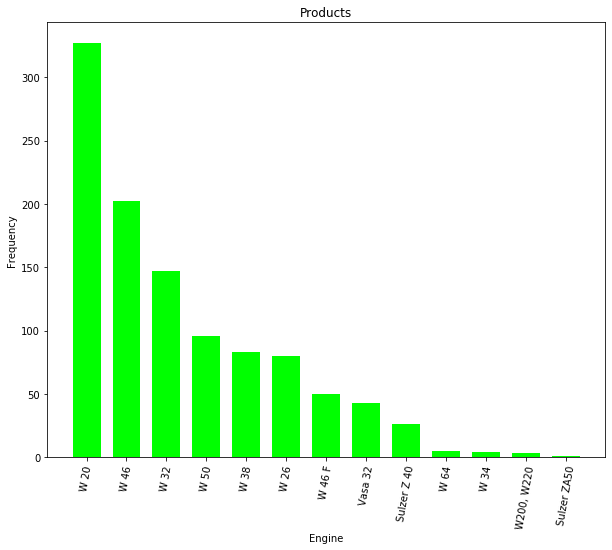 Products
Frequency
300
250
200
150
100
50
0
W 20
W 46
W 32
W 50
W 38
W 26
W 46 F
Vasa 32
Sulzer Z 40
W 64
W 34
W200, W220
Sulzer ZA50
Engine